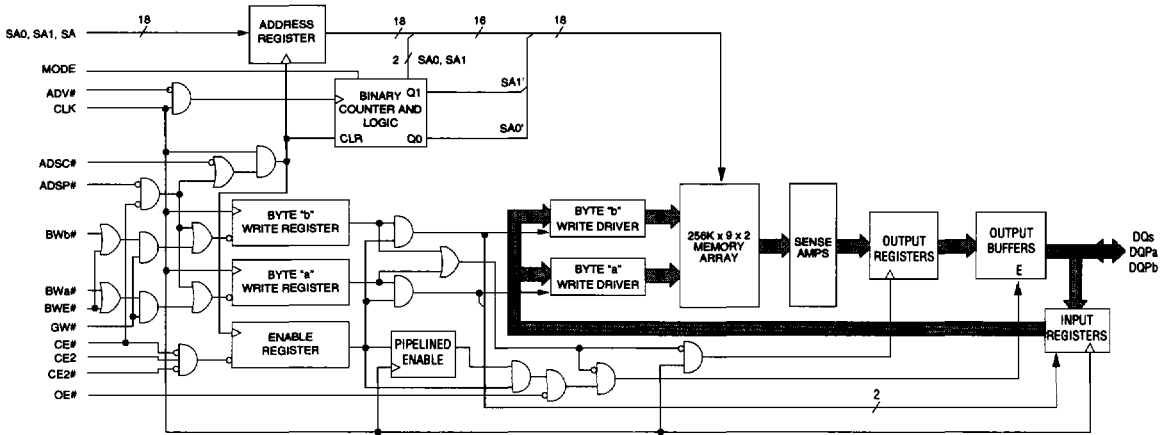 18
ADDRESS
REGISTER
18
16
18
SA0, SA1, SA
2
SA0, SA1
MODE
ADV#
CLK
BINARY
COUNTER AND
LOGIC
Q1
CLR
Q0
SA1'
SA0'
ADSC#
ADSP#
BYTE "b"
WRITE REGISTER
BWb#
BYTE "a"
WRITE REGISTER
BWa#
BWE#
GW#
CE#
CE2
CE2#
OE#
ENABLE
REGISTER
PIPELINED
ENABLE
BYTE "b"
WRITE DRIVER
BYTE "a"
WRITE DRIVER
256K x 9 x 2
MEMORY
ARRAY
SENSE
AMPS
OUTPUT
REGISTERS
OUTPUT
BUFFERS
E
DQs
DQPa
DQPb
INPUT
REGISTERS
2